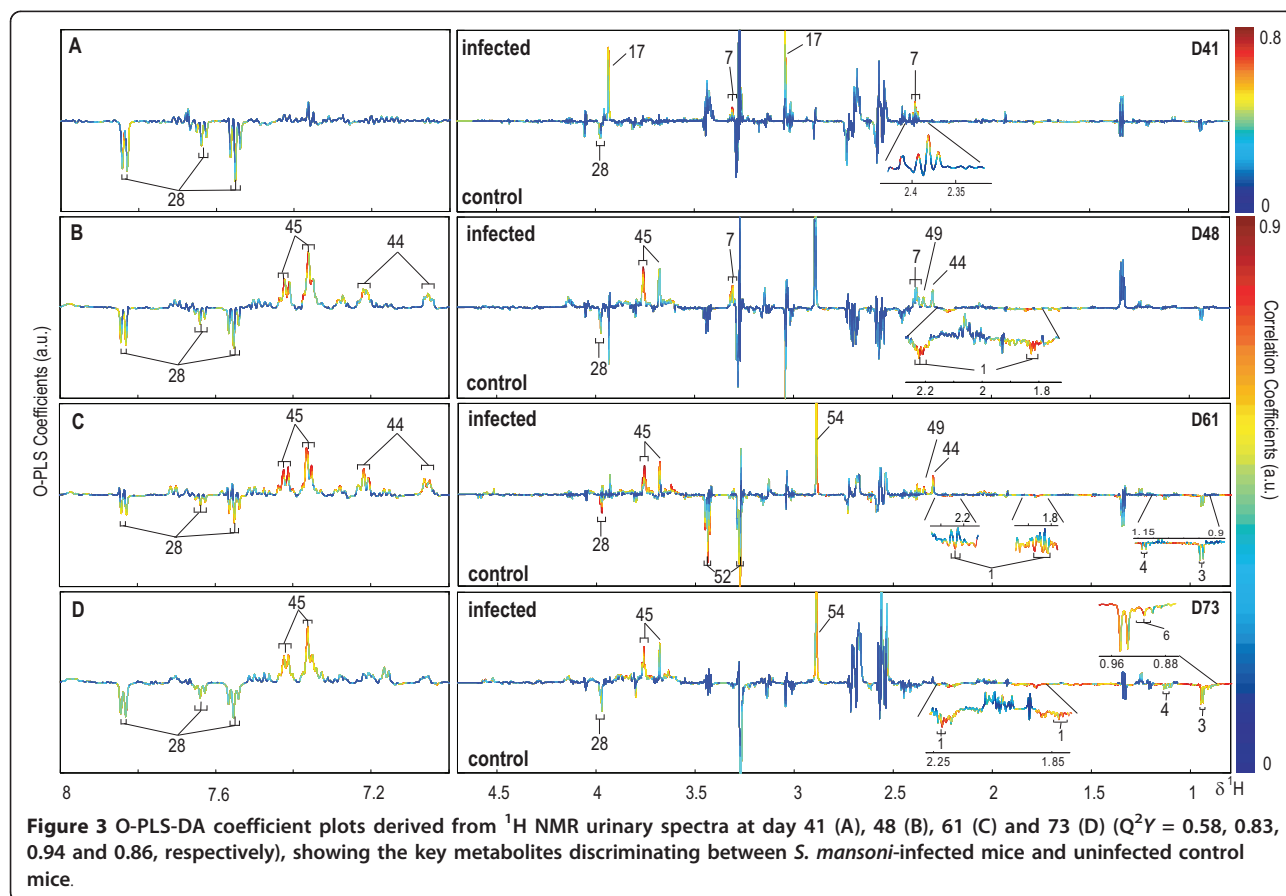 A
infected
17
7
17
7
D41
0.8
28
28
control
2.4 2.35
0
B
infected
45
44
45
7
7
49
44
D48
0.9
28
28
control
1
2.2 2 1.8
O-PLS Coefficients (a.u.)
Correlation Coefficients (a.u.)
C
infected
45
44
45
54
49
44
D61
28
28
control
52
2.2
1.8
1
1.15 0.9
4
3
D
infected
45
45
54
D73
6
0.96 0.88
28
28
control
1
1
2.25 1.85
4
3
0
8 7.6 7.2 4.5 4 3.5 3 2.5 2 1.5 1 δ ¹H
Figure 3 O-PLS-DA coefficient plots derived from ¹H NMR urinary spectra at day 41 (A), 48 (B), 61 (C) and 73 (D) (Q²Y = 0.58, 0.83,
0.94 and 0.86, respectively), showing the key metabolites discriminating between S. mansoni-infected mice and uninfected control
mice.